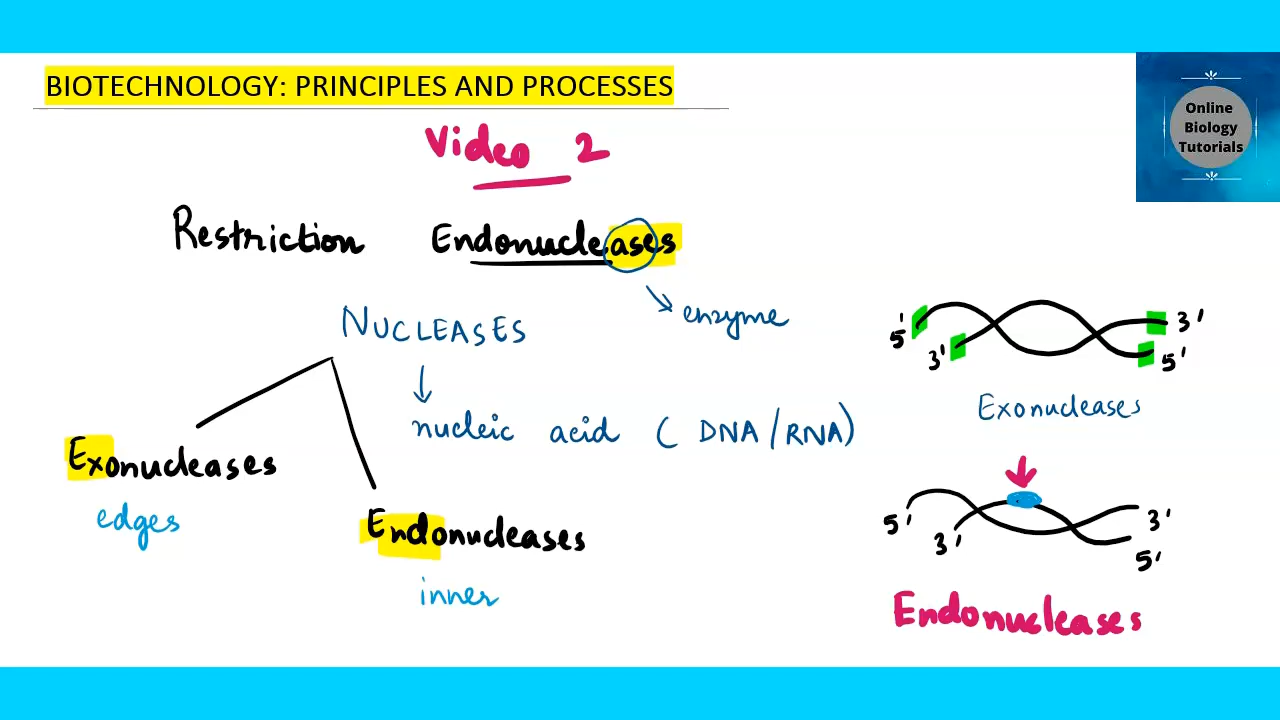 BIOTECHNOLOGY: PRINCIPLES AND PROCESSES
Online
Biology
Tutorials
Video 2
Restriction Endonucleases
enzyme
NUCLEASES
nucleic acid ( DNA/RNA)
Exonucleases
edges
Endonucleases
inner
5' 3'
3' 5'
Exonucleases
5' 3'
3' 5'
Endonucleases